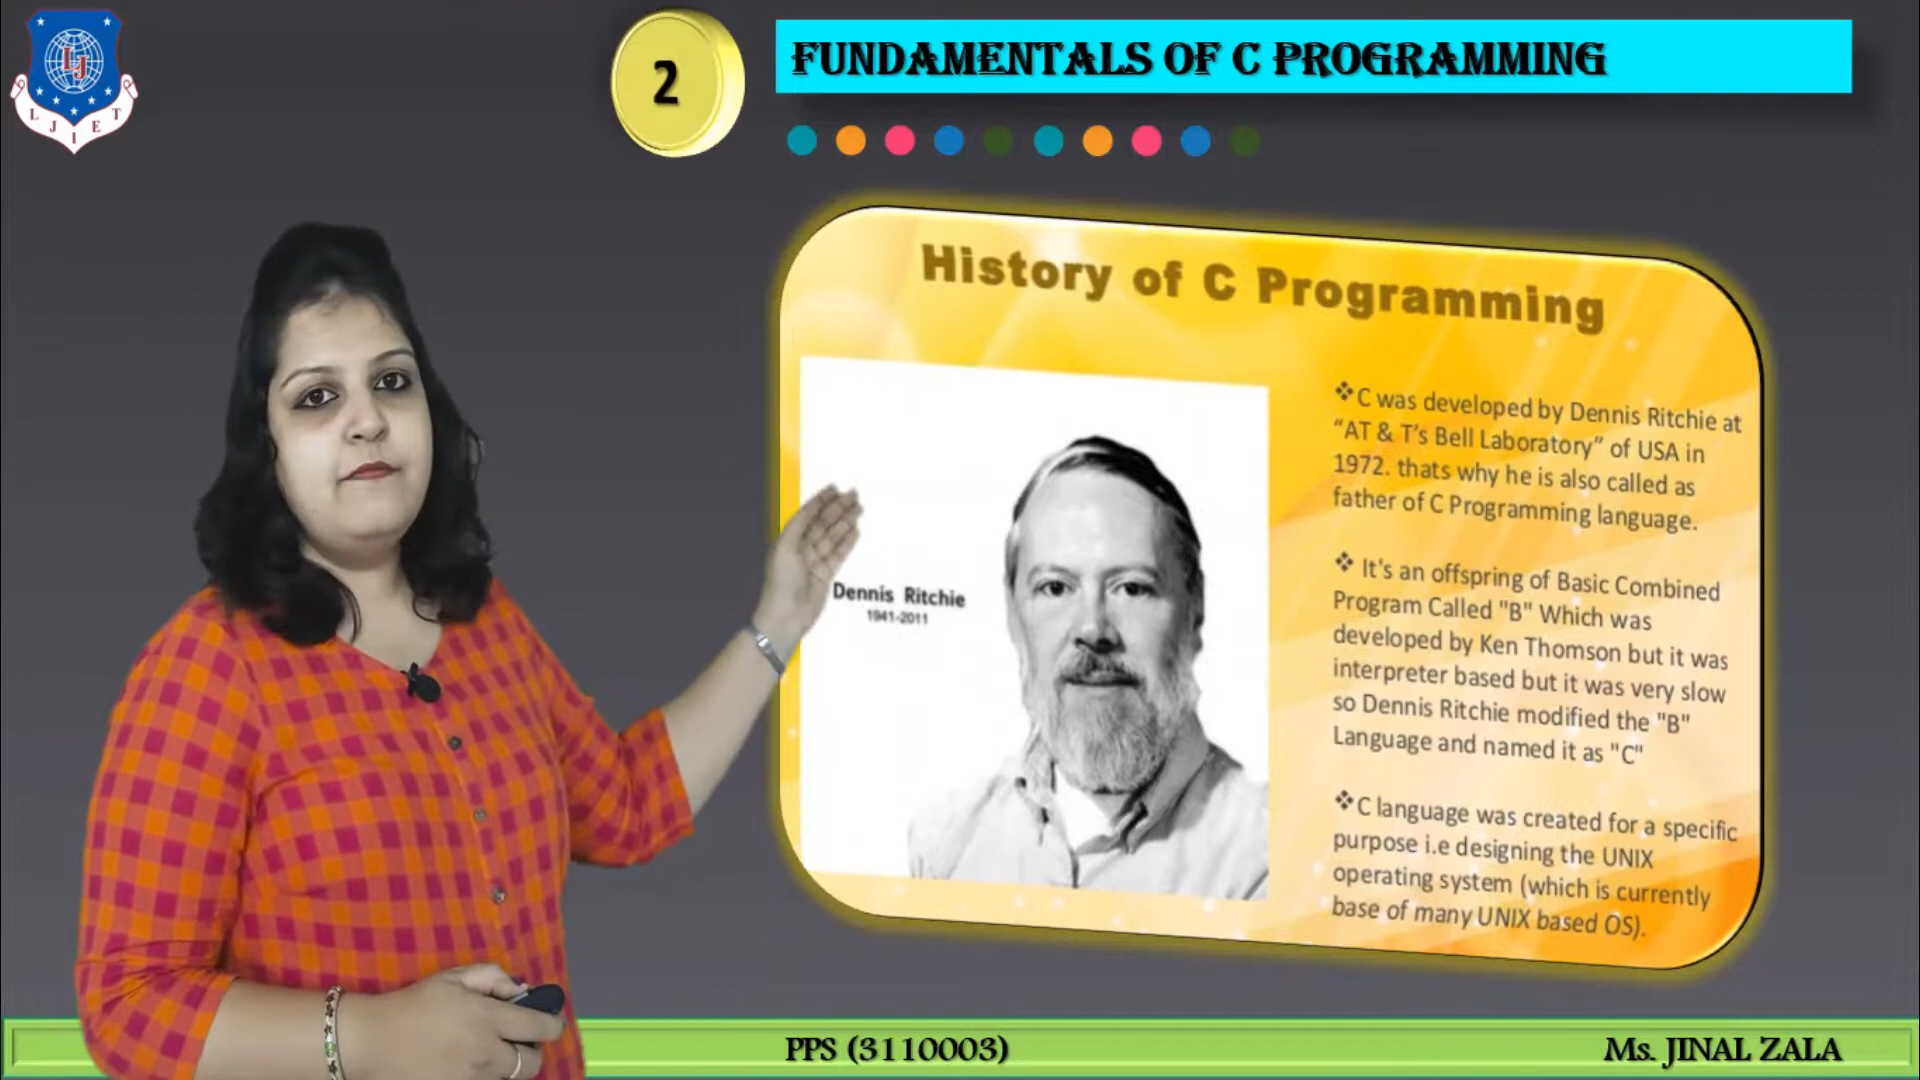 L J I E T
LJ
2
FUNDAMENTALS OF C PROGRAMMING
History of C Programming
Dennis Ritchie
1941-2011
❖C was developed by Dennis Ritchie at
“AT & T’s Bell Laboratory” of USA in
1972. thats why he is also called as
father of C Programming language.
❖ It's an offspring of Basic Combined
Program Called "B" Which was
developed by Ken Thomson but it was
interpreter based but it was very slow
so Dennis Ritchie modified the "B"
Language and named it as "C"
❖C language was created for a specific
purpose i.e designing the UNIX
operating system (which is currently
base of many UNIX based OS).
PPS (3110003)
Ms. JINAL ZALA